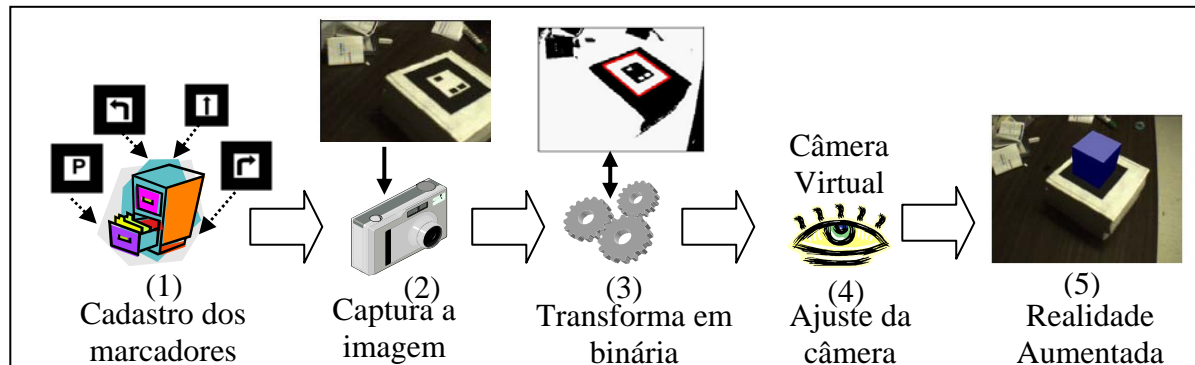 P
Câmera
Virtual
(1)
Cadastro dos
marcadores
(2)
Captura a
imagem
(3)
Transforma em
binária
(4)
Ajuste da
câmera
(5)
Realidade
Aumentada